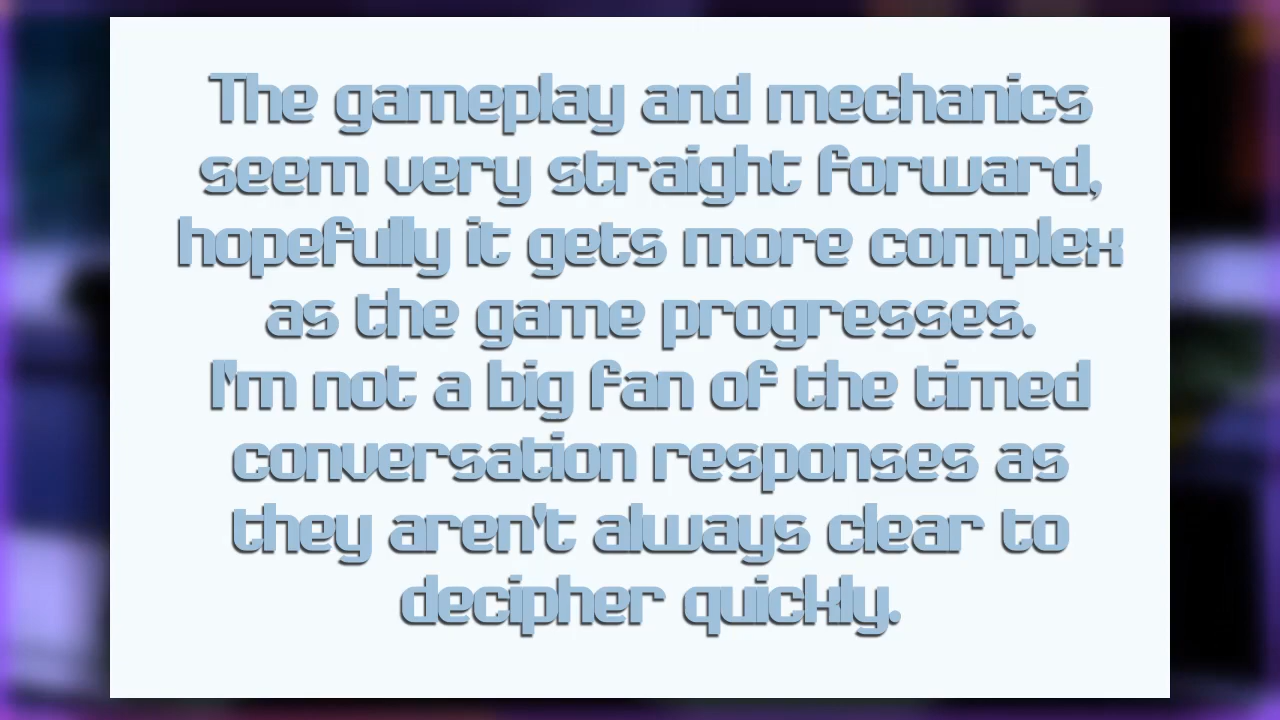 The gameplay and mechanics
seem very straight forward,
hopefully it gets more complex
as the game progresses.
I'm not a big fan of the timed
conversation responses as
they aren't always clear to
decipher quickly.